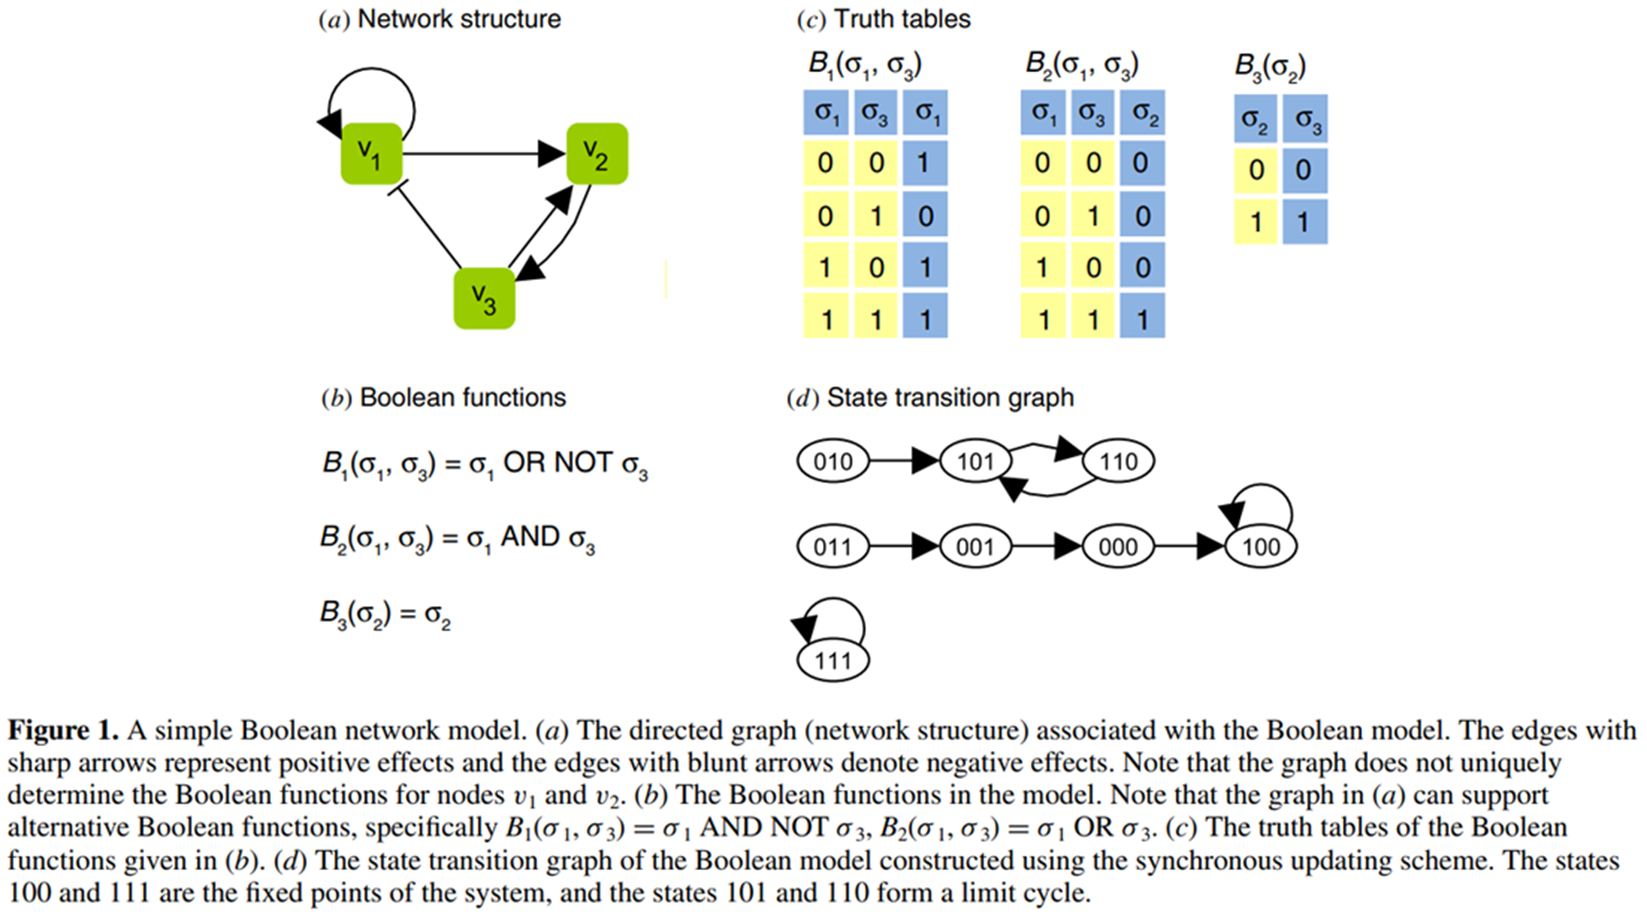 (a) Network structure
v1
v2
v3
(c) Truth tables
B1(σ1, σ3)
σ1 σ3 σ1
0 0 1
0 1 0
1 0 1
1 1 1
B2(σ1, σ3)
σ1 σ3 σ2
0 0 0
0 1 0
1 0 0
1 1 1
B3(σ2)
σ2 σ3
0 0
1 1
(b) Boolean functions
B1(σ1, σ3) = σ1 OR NOT σ3
B2(σ1, σ3) = σ1 AND σ3
B3(σ2) = σ2
(d) State transition graph
010 101 110
011 001 000 100
111
Figure 1. A simple Boolean network model. (a) The directed graph (network structure) associated with the Boolean model. The edges with
sharp arrows represent positive effects and the edges with blunt arrows denote negative effects. Note that the graph does not uniquely
determine the Boolean functions for nodes v1 and v2. (b) The Boolean functions in the model. Note that the graph in (a) can support
alternative Boolean functions, specifically B1(σ1, σ3) = σ1 AND NOT σ3, B2(σ1, σ3) = σ1 OR σ3. (c) The truth tables of the Boolean
functions given in (b). (d) The state transition graph of the Boolean model constructed using the synchronous updating scheme. The states
100 and 111 are the fixed points of the system, and the states 101 and 110 form a limit cycle.